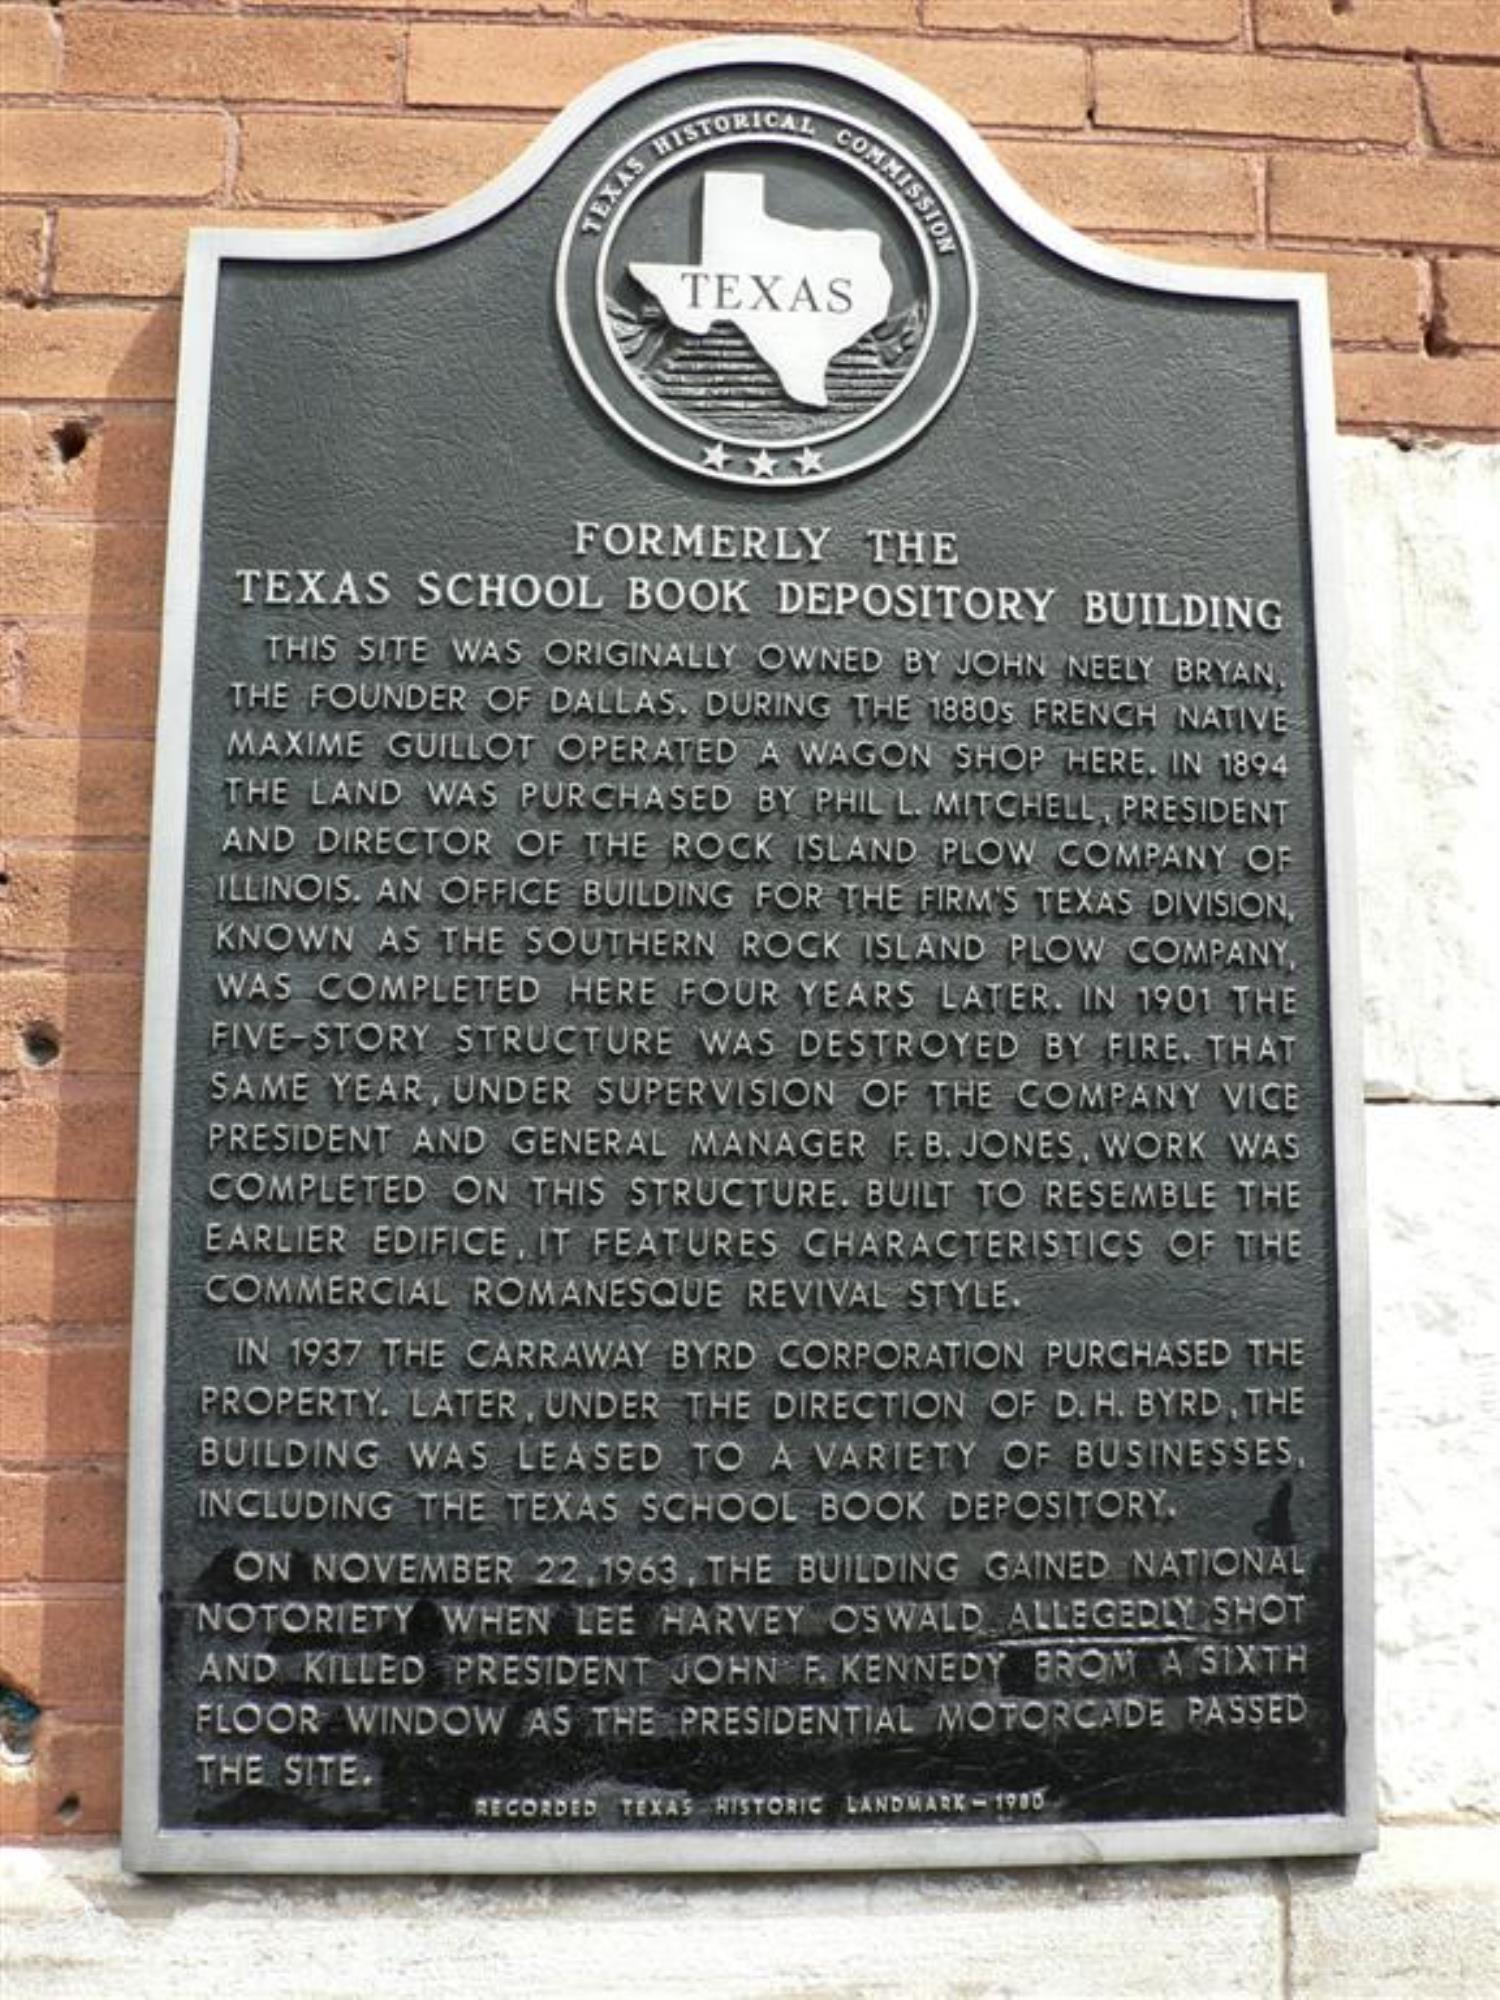 TEXAS HISTORICAL COMMISSION
TEXAS
FORMERLY THE
TEXAS SCHOOL BOOK DEPOSITORY BUILDING
THIS SITE WAS ORIGINALLY OWNED BY JOHN NEELY BRYAN,
THE FOUNDER OF DALLAS. DURING THE 1880s FRENCH NATIVE
MAXIME GUILLOT OPERATED A WAGON SHOP HERE. IN 1894
THE LAND WAS PURCHASED BY PHIL L. MITCHELL, PRESIDENT
AND DIRECTOR OF THE ROCK ISLAND PLOW COMPANY OF
ILLINOIS. AN OFFICE BUILDING FOR THE FIRM'S TEXAS DIVISION,
KNOWN AS THE SOUTHERN ROCK ISLAND PLOW COMPANY,
WAS COMPLETED HERE FOUR YEARS LATER. IN 1901 THE
FIVE-STORY STRUCTURE WAS DESTROYED BY FIRE. THAT
SAME YEAR, UNDER SUPERVISION OF THE COMPANY VICE
PRESIDENT AND GENERAL MANAGER F. B. JONES, WORK WAS
COMPLETED ON THIS STRUCTURE. BUILT TO RESEMBLE THE
EARLIER EDIFICE, IT FEATURES CHARACTERISTICS OF THE
COMMERCIAL ROMANESQUE REVIVAL STYLE.
IN 1937 THE CARRAWAY BYRD CORPORATION PURCHASED THE
PROPERTY. LATER, UNDER THE DIRECTION OF D. H. BYRD, THE
BUILDING WAS LEASED TO A VARIETY OF BUSINESSES,
INCLUDING THE TEXAS SCHOOL BOOK DEPOSITORY.
ON NOVEMBER 22, 1963, THE BUILDING GAINED NATIONAL
NOTORIETY WHEN LEE HARVEY OSWALD ALLEGEDLY SHOT
AND KILLED PRESIDENT JOHN F. KENNEDY FROM A SIXTH
FLOOR WINDOW AS THE PRESIDENTIAL MOTORCADE PASSED
THE SITE.
RECORDED TEXAS HISTORIC LANDMARK - 1980